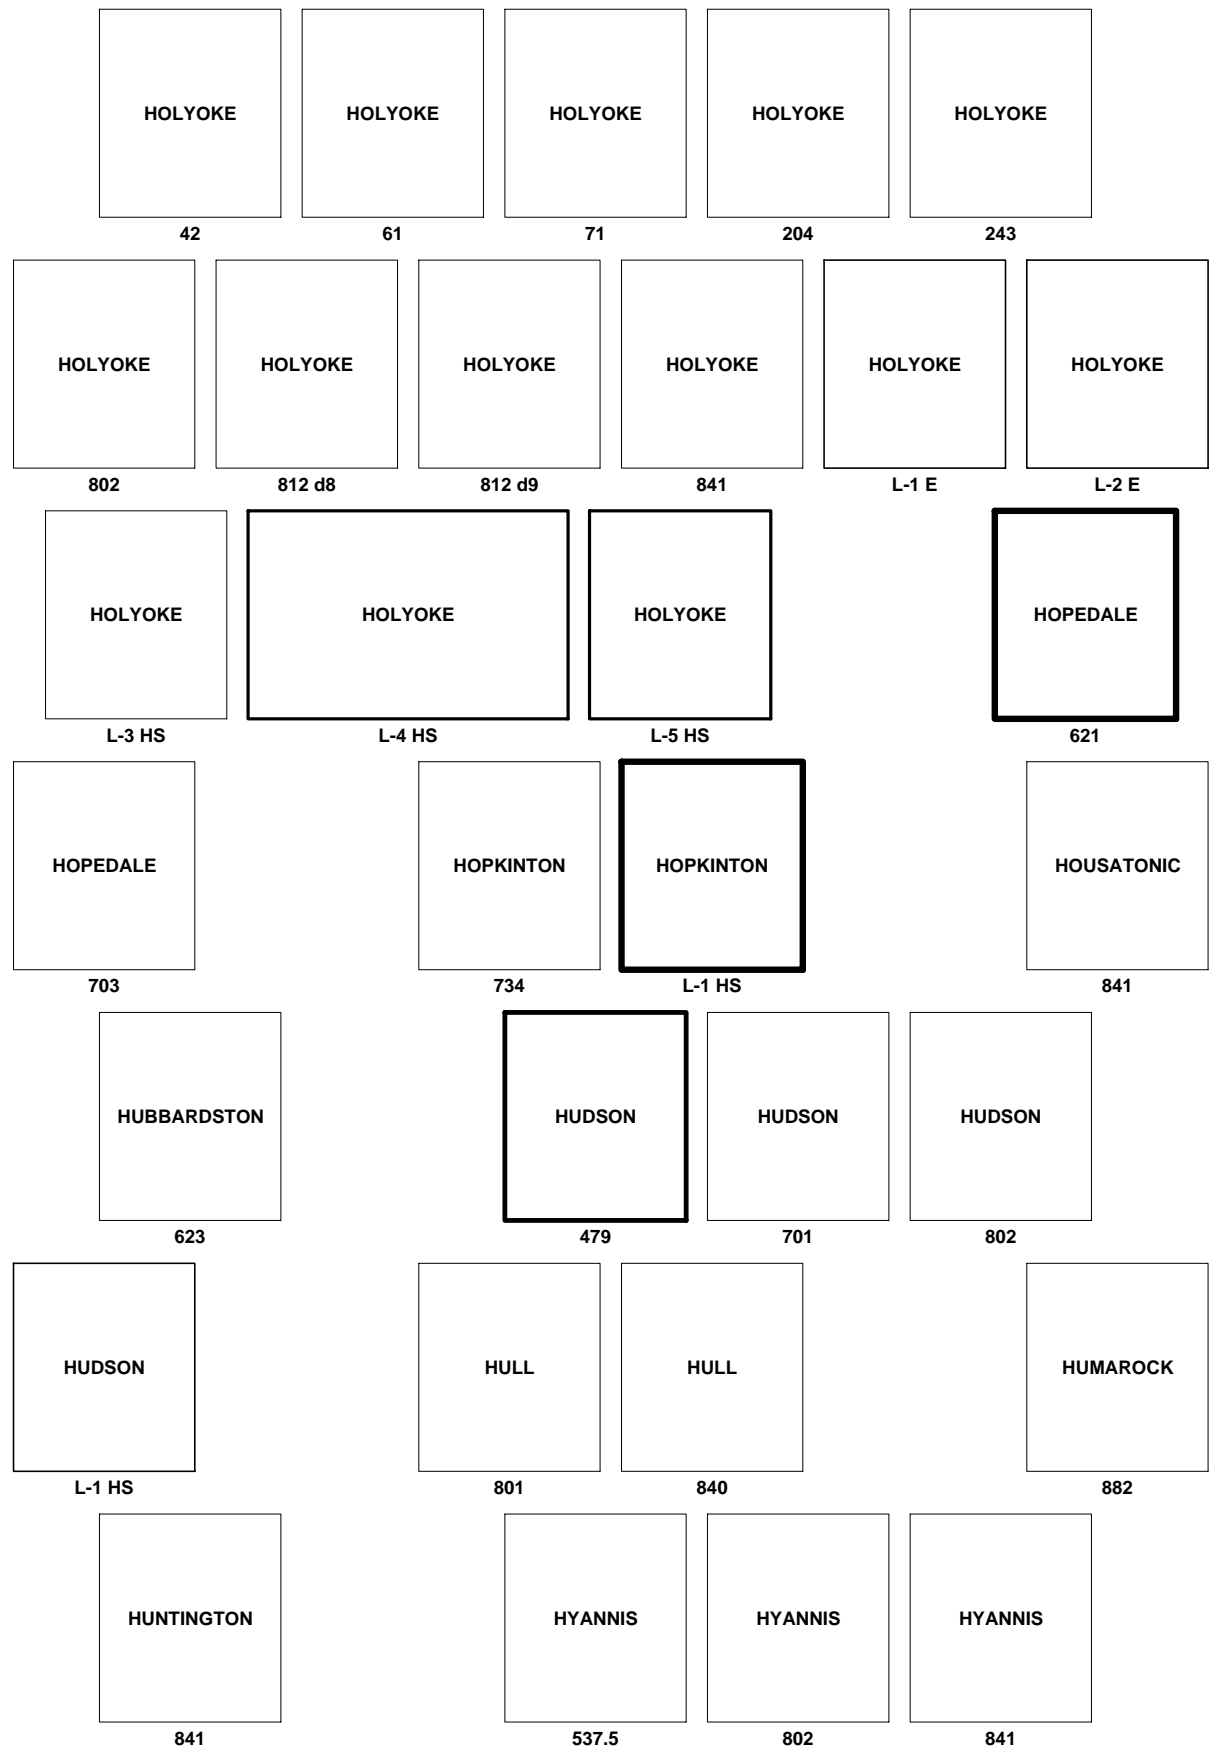 HOLYOKE HOLYOKE HOLYOKE HOLYOKE HOLYOKE
42 61 71 204 243
HOLYOKE HOLYOKE HOLYOKE HOLYOKE HOLYOKE HOLYOKE
802 812 d8 812 d9 841 L-1 E L-2 E
HOLYOKE HOLYOKE HOLYOKE HOPEDALE
L-3 HS L-4 HS L-5 HS 621
HOPEDALE HOPKINTON HOPKINTON HOUSATONIC
703 734 L-1 HS 841
HUBBARDSTON HUDSON HUDSON HUDSON
623 479 701 802
HUDSON HULL HULL HUMAROCK
L-1 HS 801 840 882
HUNTINGTON HYANNIS HYANNIS HYANNIS
841 537.5 802 841